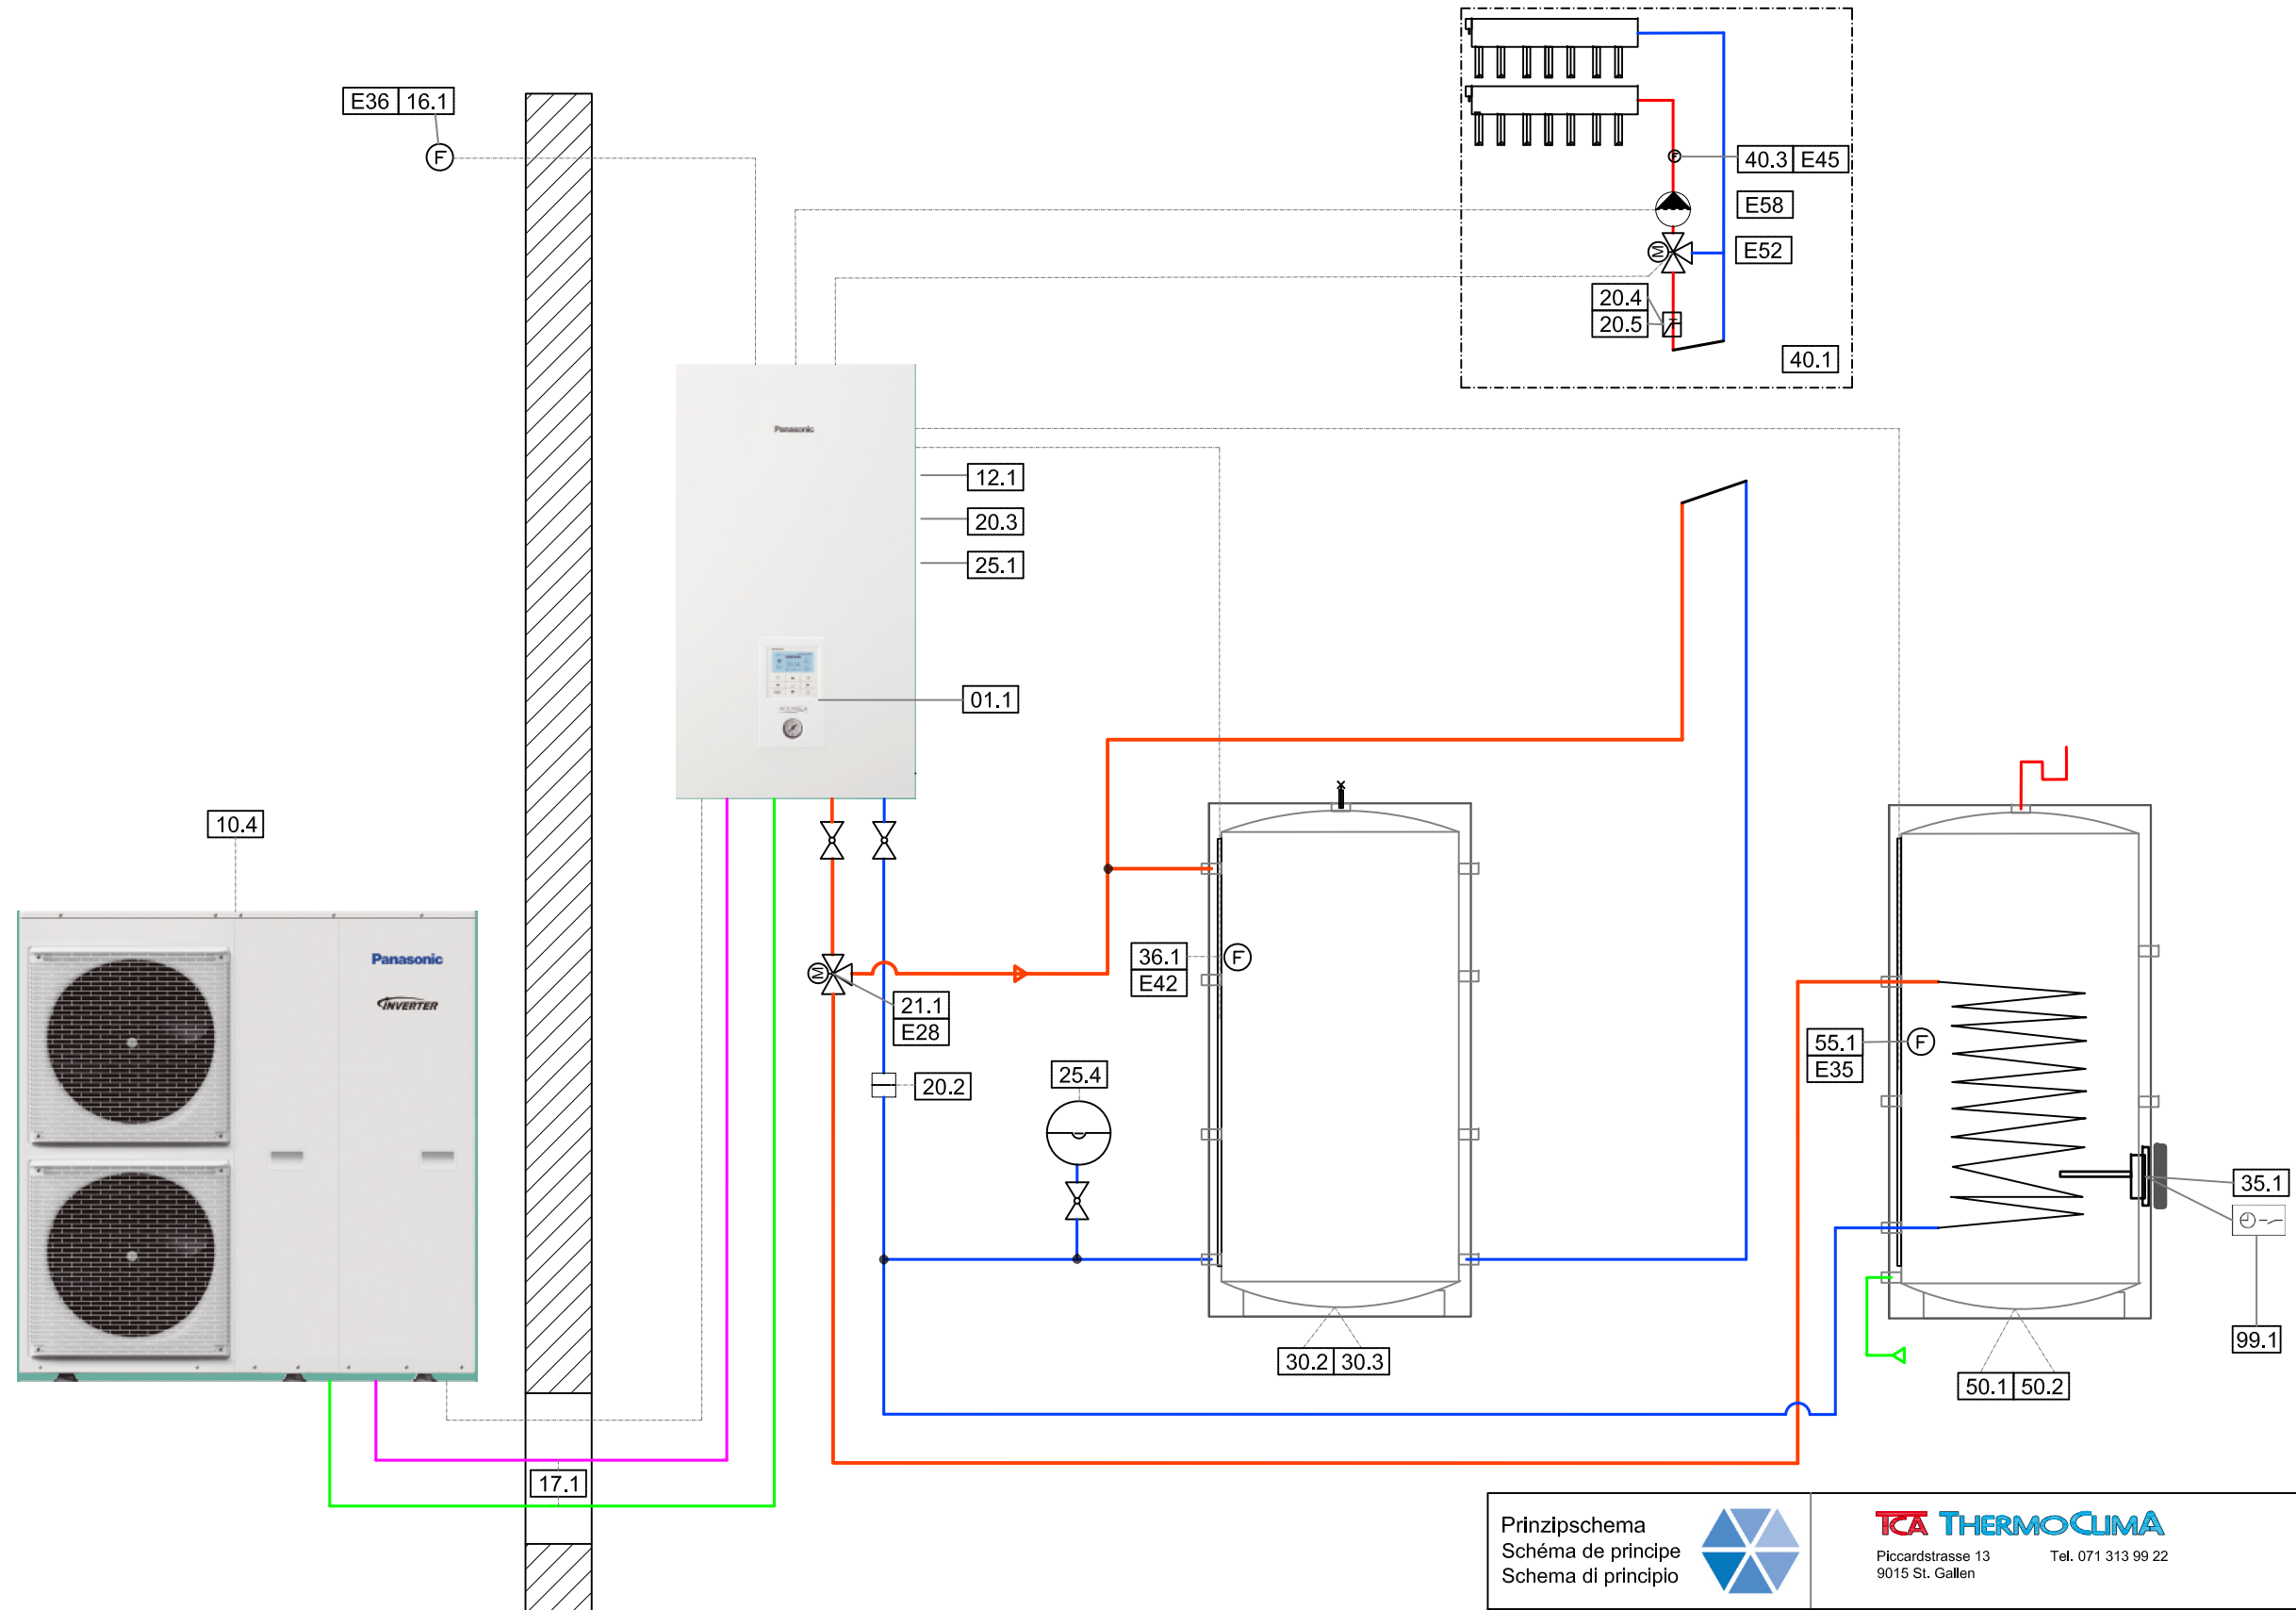 E36 16.1
F
F
40.3 E45
E58
M
E52
20.4
20.5
40.1
Panasonic
12.1
20.3
25.1
01.1
10.4
Panasonic
INVERTER
M
21.1
E28
36.1
E42
F
20.2
25.4
55.1
E35
F
35.1
99.1
30.2 30.3
50.1 50.2
17.1
Prinzipschema
Schéma de principe
Schema di principio
TCA THERMOCLIMA
Piccardstrasse 13 Tel. 071 313 99 22
9015 St. Gallen